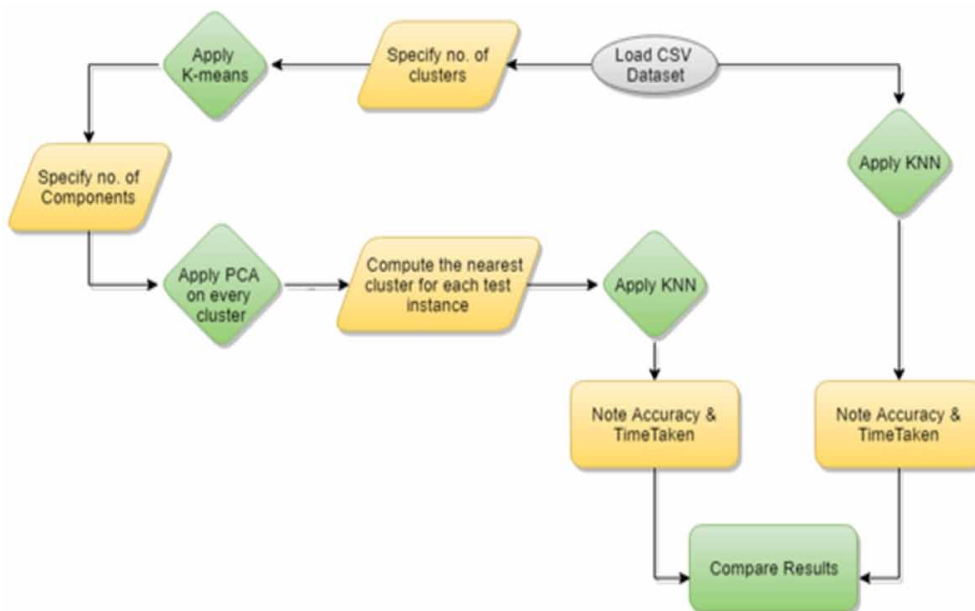 Load CSV
Dataset
Specify no. of
clusters
Apply
K-means
Specify no. of
Components
Apply PCA
on every
cluster
Compute the nearest
cluster for each test
instance
Apply KNN
Note Accuracy &
TimeTaken
Apply KNN
Note Accuracy &
TimeTaken
Compare Results